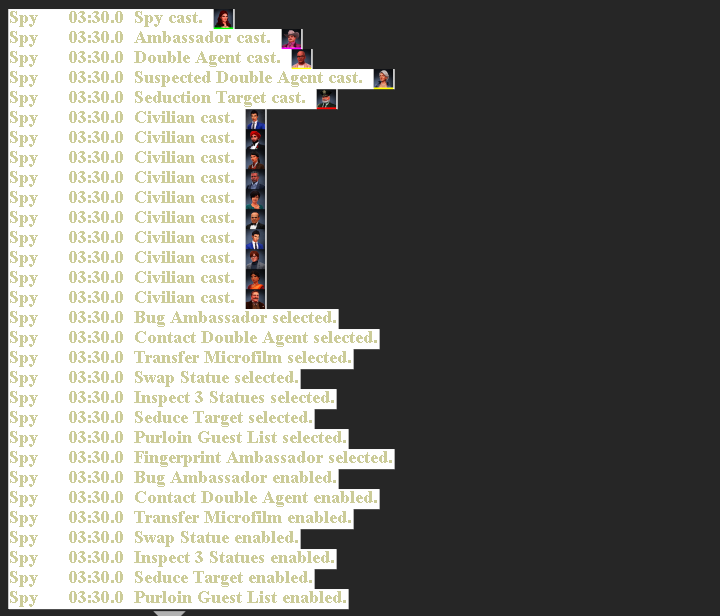 Spy 03:30.0 Spy cast.
Spy 03:30.0 Ambassador cast.
Spy 03:30.0 Double Agent cast.
Spy 03:30.0 Suspected Double Agent cast.
Spy 03:30.0 Seduction Target cast.
Spy 03:30.0 Civilian cast.
Spy 03:30.0 Civilian cast.
Spy 03:30.0 Civilian cast.
Spy 03:30.0 Civilian cast.
Spy 03:30.0 Civilian cast.
Spy 03:30.0 Civilian cast.
Spy 03:30.0 Civilian cast.
Spy 03:30.0 Civilian cast.
Spy 03:30.0 Civilian cast.
Spy 03:30.0 Civilian cast.
Spy 03:30.0 Bug Ambassador selected.
Spy 03:30.0 Contact Double Agent selected.
Spy 03:30.0 Transfer Microfilm selected.
Spy 03:30.0 Swap Statue selected.
Spy 03:30.0 Inspect 3 Statues selected.
Spy 03:30.0 Seduce Target selected.
Spy 03:30.0 Purloin Guest List selected.
Spy 03:30.0 Fingerprint Ambassador selected.
Spy 03:30.0 Bug Ambassador enabled.
Spy 03:30.0 Contact Double Agent enabled.
Spy 03:30.0 Transfer Microfilm enabled.
Spy 03:30.0 Swap Statue enabled.
Spy 03:30.0 Inspect 3 Statues enabled.
Spy 03:30.0 Seduce Target enabled.
Spy 03:30.0 Purloin Guest List enabled.